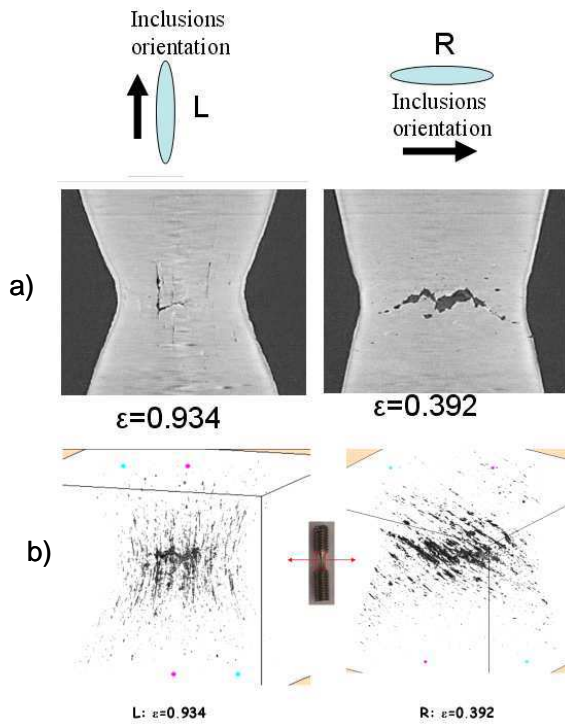 Inclusions
orientation
L
R
Inclusions
orientation
a)
ε=0.934
ε=0.392
b)
L: ε=0.934
R: ε=0.392